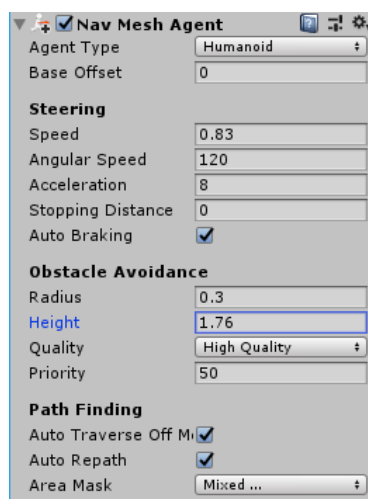 Nav Mesh Agent
Agent Type Humanoid
Base Offset 0
Steering
Speed 0.83
Angular Speed 120
Acceleration 8
Stopping Distance 0
Auto Braking
Obstacle Avoidance
Radius 0.3
Height 1.76
Quality High Quality
Priority 50
Path Finding
Auto Traverse Off M
Auto Repath
Area Mask Mixed ...